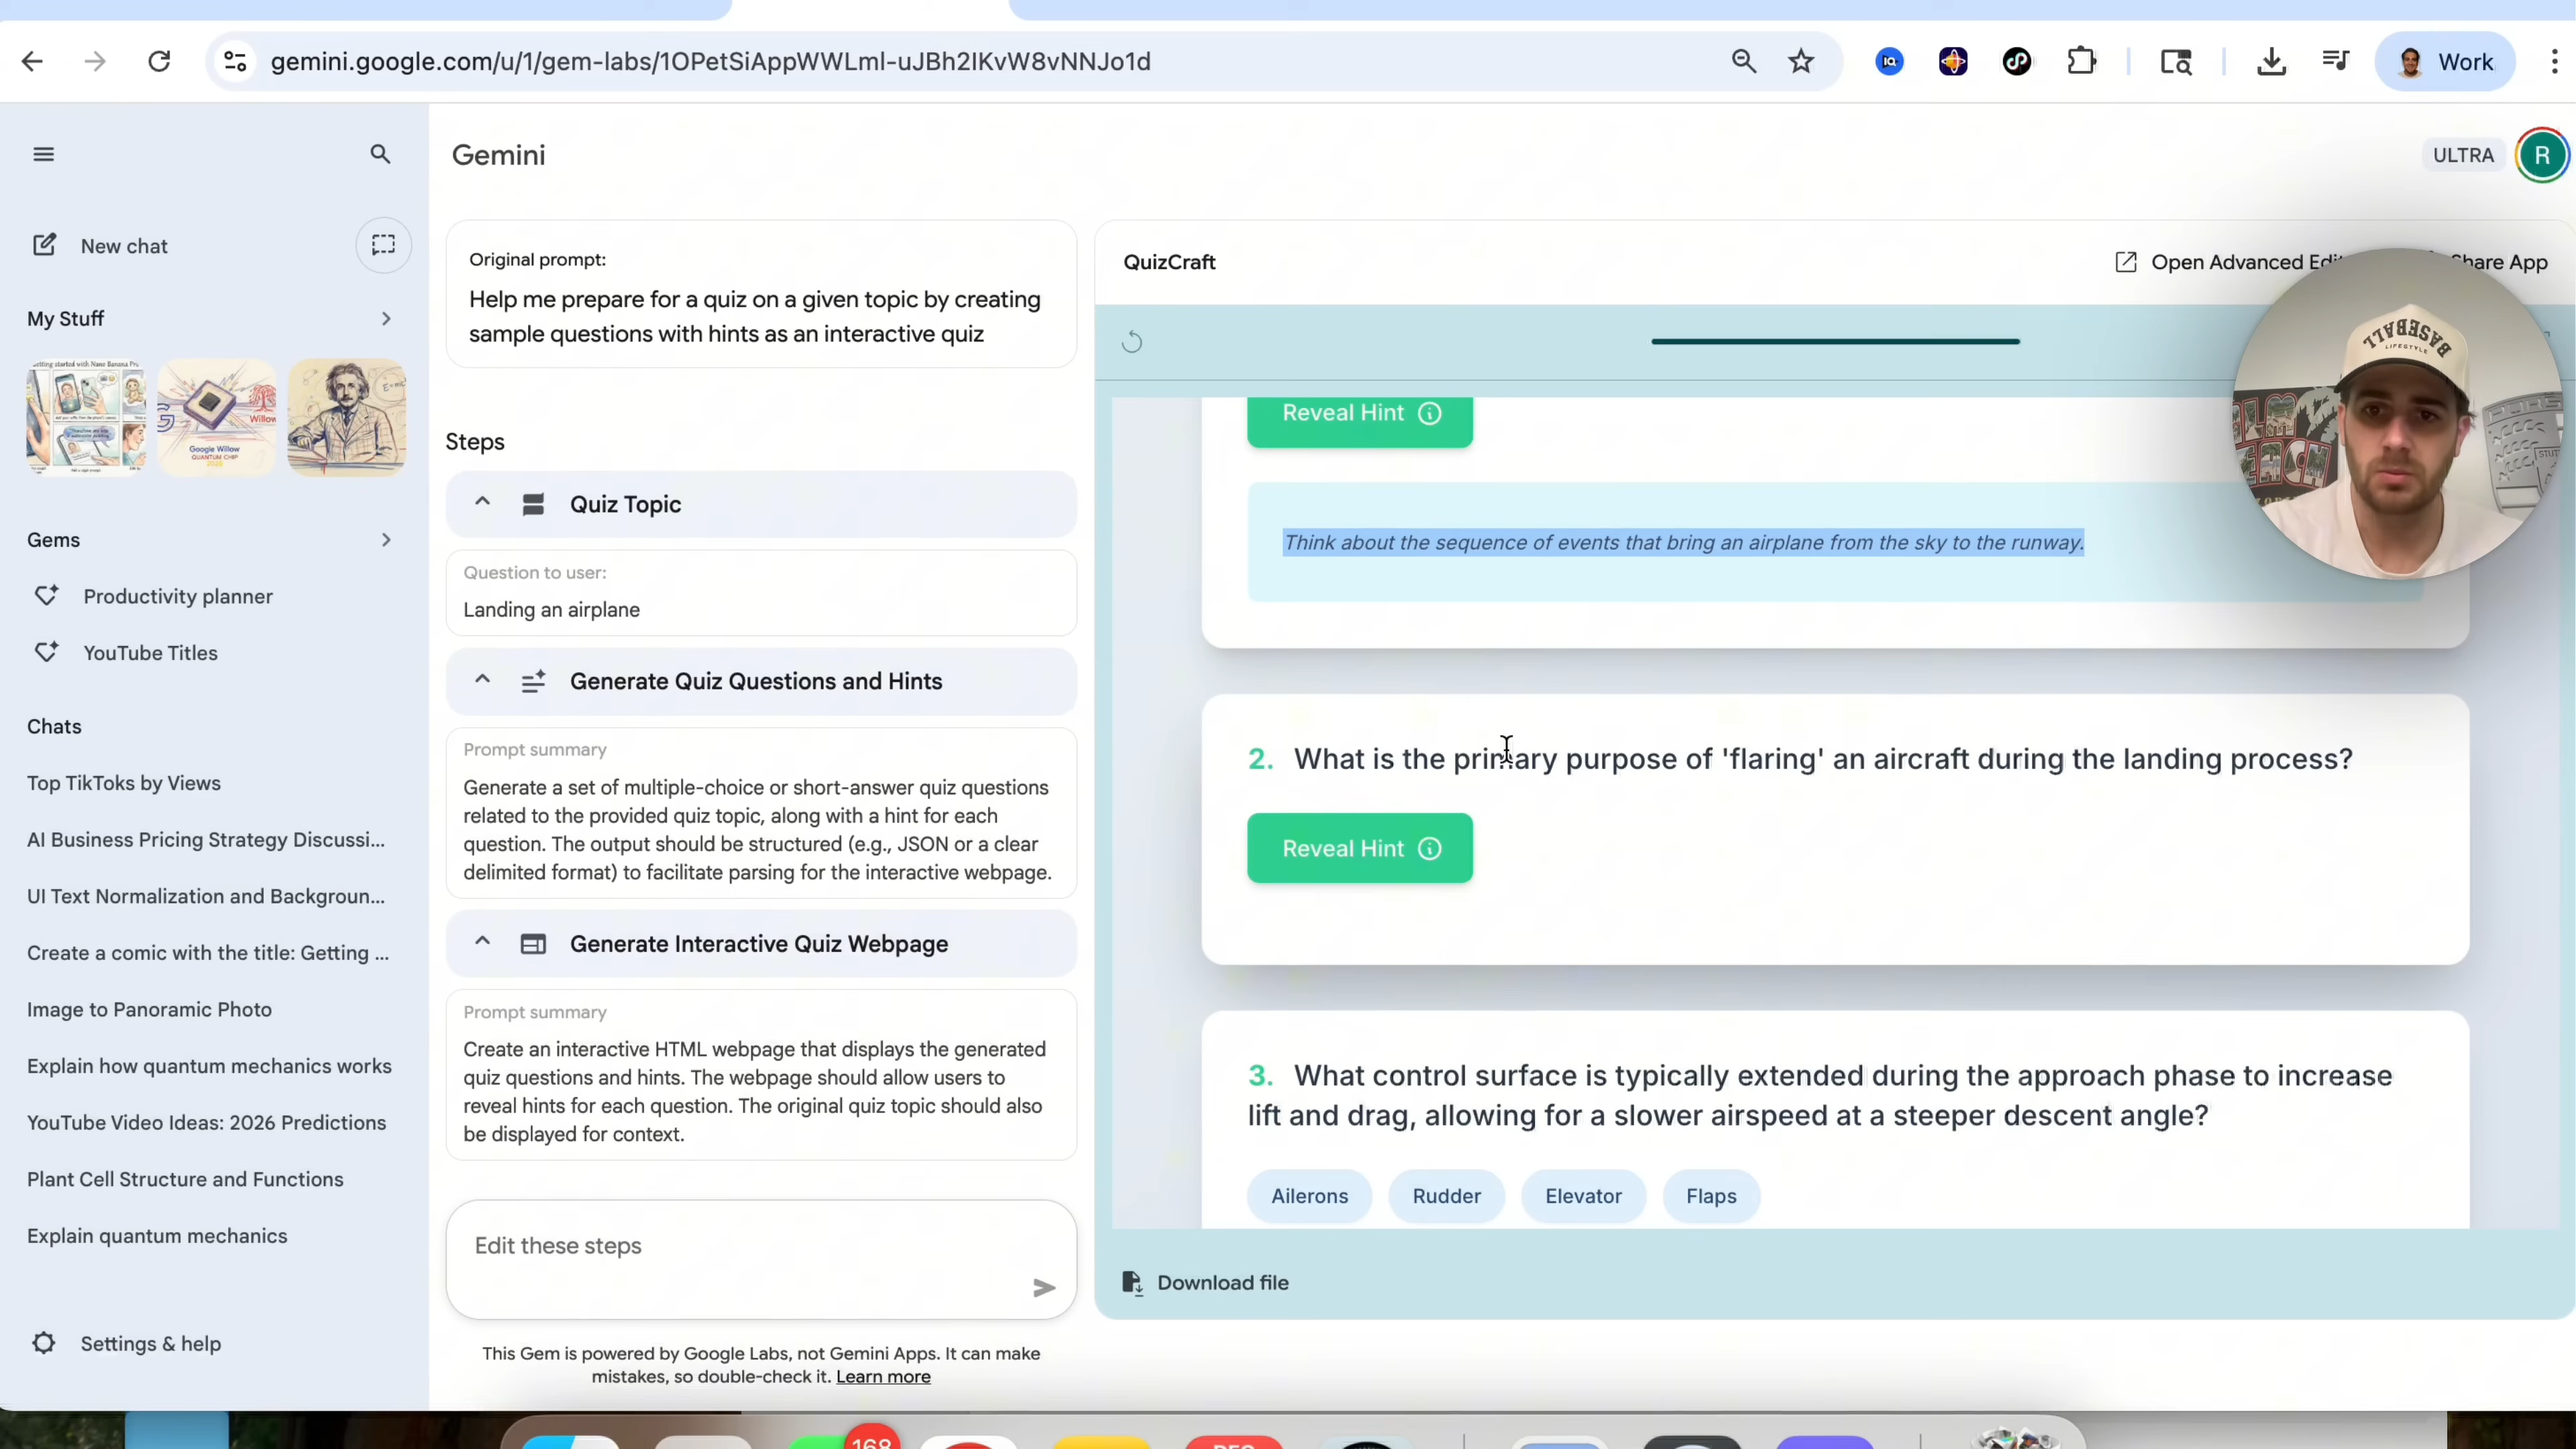 gemini.google.com/u/1/gem-labs/1OPetSiAppWWLmI-uJBh2IKvW8vNNJo1d
Work
Gemini
ULTRA
R
New chat
My Stuff
Gems
Productivity planner
YouTube Titles
Chats
Top TikToks by Views
AI Business Pricing Strategy Discussi...
UI Text Normalization and Backgroun...
Create a comic with the title: Getting ...
Image to Panoramic Photo
Explain how quantum mechanics works
YouTube Video Ideas: 2026 Predictions
Plant Cell Structure and Functions
Explain quantum mechanics
Settings & help
Original prompt:
Help me prepare for a quiz on a given topic by creating
sample questions with hints as an interactive quiz
Steps
Quiz Topic
Question to user:
Landing an airplane
Generate Quiz Questions and Hints
Prompt summary
Generate a set of multiple-choice or short-answer quiz questions
related to the provided quiz topic, along with a hint for each
question. The output should be structured (e.g., JSON or a clear
delimited format) to facilitate parsing for the interactive webpage.
Generate Interactive Quiz Webpage
Prompt summary
Create an interactive HTML webpage that displays the generated
quiz questions and hints. The webpage should allow users to
reveal hints for each question. The original quiz topic should also
be displayed for context.
Edit these steps
This Gem is powered by Google Labs, not Gemini Apps. It can make
mistakes, so double-check it. Learn more
QuizCraft
Open Advanced Edi
Share App
BASEBALL
LIFESTYLE
Reveal Hint
Think about the sequence of events that bring an airplane from the sky to the runway.
2. What is the primary purpose of 'flaring' an aircraft during the landing process?
Reveal Hint
3. What control surface is typically extended during the approach phase to increase
lift and drag, allowing for a slower airspeed at a steeper descent angle?
Ailerons Rudder Elevator Flaps
Download file
168